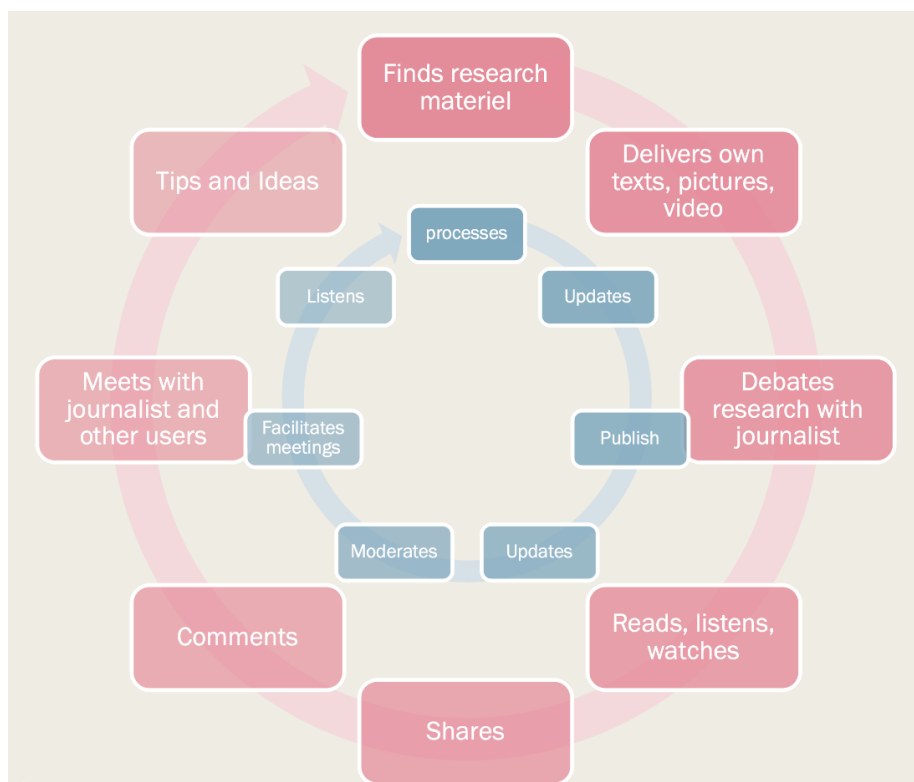 Finds research
materiel
Delivers own
texts, pictures,
video
Debates
research with
journalist
Reads, listens,
watches
Shares
Comments
Meets with
journalist and
other users
Tips and Ideas
processes
Updates
Publish
Updates
Moderates
Facilitates
meetings
Listens